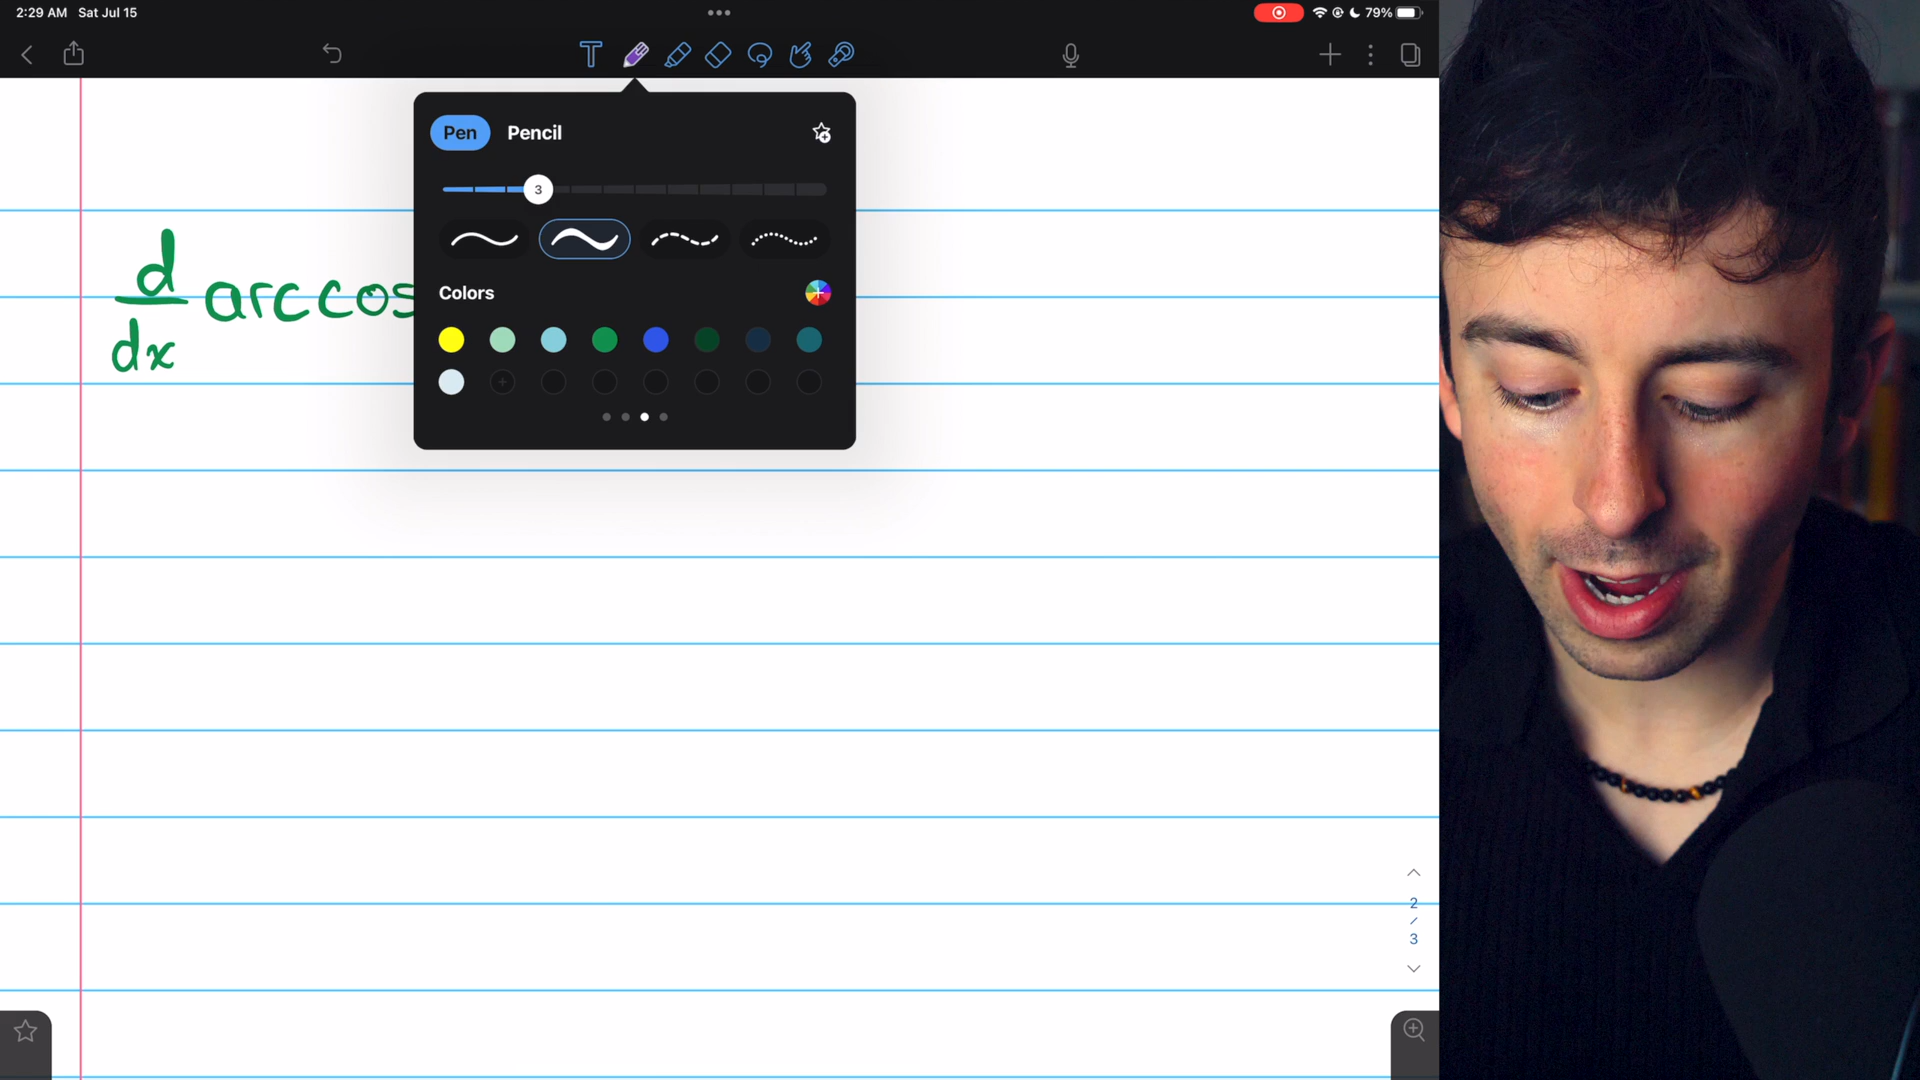 2:29 AM Sat Jul 15
79%
Pen Pencil
3
Colors
d
arccos
dx
2
/
3